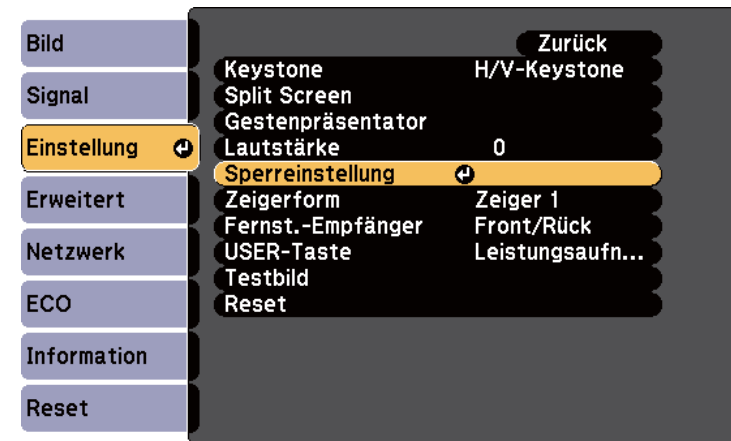 Bild
Signal
Einstellung
Erweitert
Netzwerk
ECO
Information
Reset
Zurück
Keystone H/V-Keystone
Split Screen
Gestenpräsentator
Lautstärke 0
Sperreinstellung
Zeigerform Zeiger 1
Fernst.-Empfänger Front/Rück
USER-Taste Leistungsaufn...
Testbild
Reset